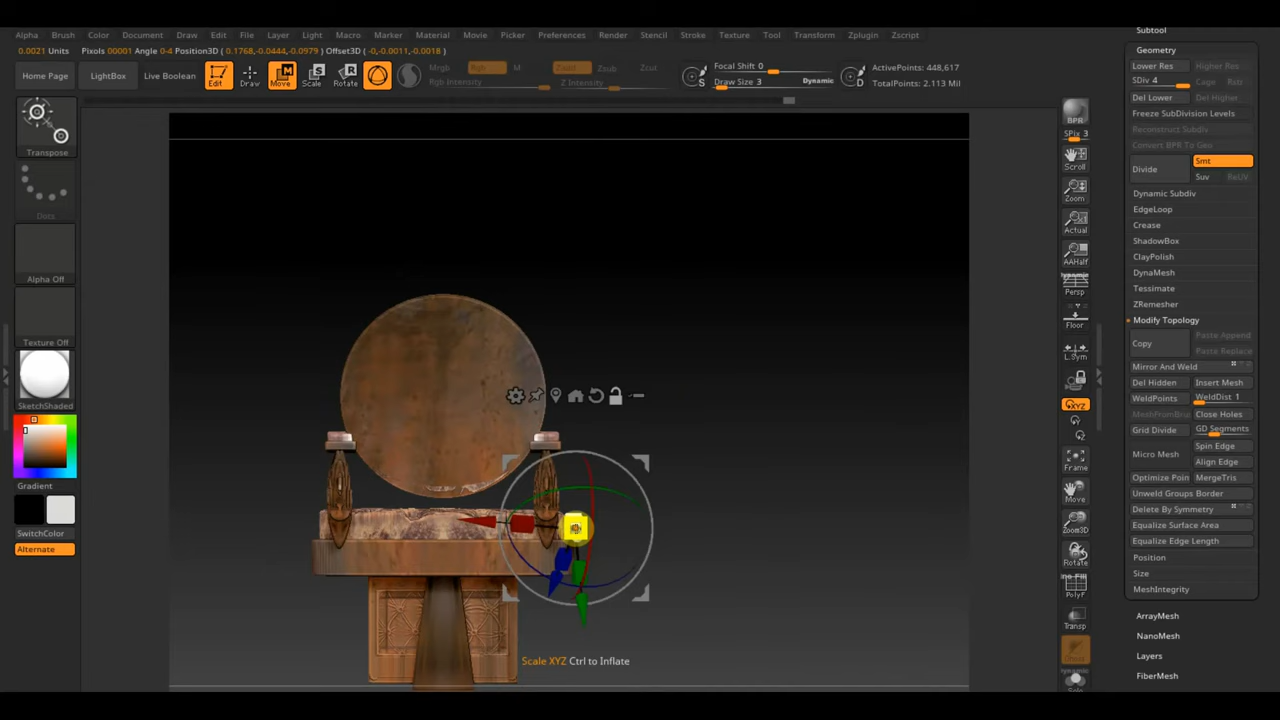 Alpha Brush Color Document Draw Edit File Layer Light Macro Marker Material Movie Picker Preferences Render Stencil Stroke Texture Tool Transform Zplugin Zscript
0.0021 Units Pixols 00001 Angle 0-4 Position3D ( 0.1768,-0.0444,-0.0979) Offset3D ( -0,-0.0011,-0.0018)
Home Page LightBox Live Boolean
Edit Draw Move Scale Rotate
Mrgb Rgb M Zadd Zsub Zcut
Rgb Intensity Z Intensity
S
Focal Shift 0
Draw Size 3 Dynamic
D
ActivePoints: 448,617
TotalPoints: 2.113 Mil
Transpose
Dots
Alpha Off
Texture Off
SketchShaded
Gradient
SwitchColor
Alternate
Scale XYZ Ctrl to Inflate
BPR
SPix 3
Scroll
Zoom
Actual
AAHalf
Dynamic
Persp
Floor
L.Sym
XYZ
Frame
Move
Zoom3D
Rotate
PolyF
Transp
Dynamic
Solo
Subtool
Geometry
Lower Res Higher Res
SDiv 4 Cage Rstr
Del Lower Del Higher
Freeze SubDivision Levels
Reconstruct Subdiv
Convert BPR To Geo
Divide Smt
Suv ReUV
Dynamic Subdiv
EdgeLoop
Crease
ShadowBox
ClayPolish
DynaMesh
Tessimate
ZRemesher
Modify Topology
Copy Paste Append
Paste Replace
Mirror And Weld
Del Hidden Insert Mesh
WeldPoints WeldDist 1
MeshFromBru Close Holes
Grid Divide GD Segments
Spin Edge
Micro Mesh Align Edge
Optimize Poin MergeTris
Unweld Groups Border
Delete By Symmetry
Equalize Surface Area
Equalize Edge Length
Position
Size
MeshIntegrity
ArrayMesh
NanoMesh
Layers
FiberMesh